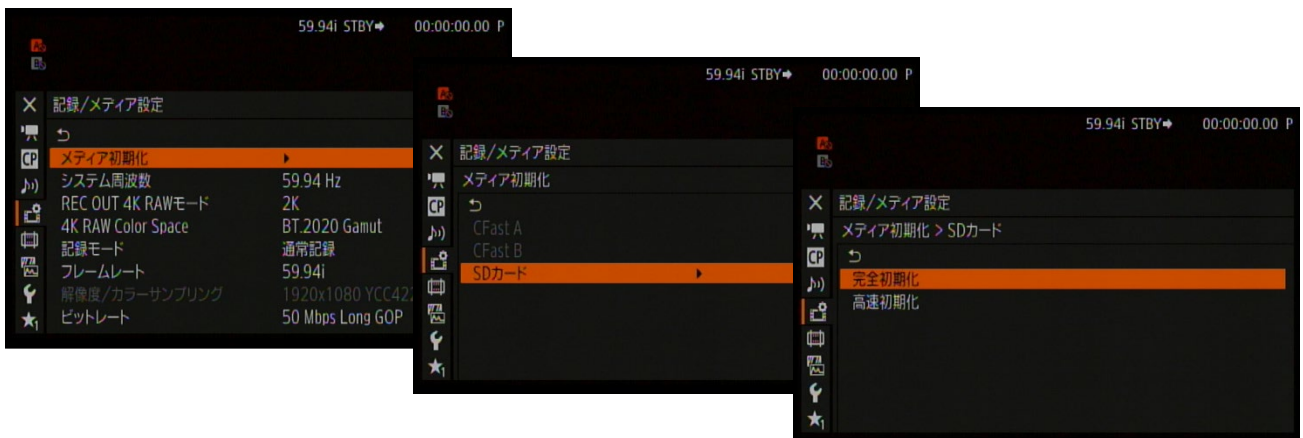 59.94i STBY➡ 00:00:00.00 P
A
B
記録/メディア設定
メディア初期化
システム周波数 59.94 Hz
REC OUT 4K RAWモード 2K
4K RAW Color Space BT.2020 Gamut
記録モード 通常記録
フレームレート 59.94i
解像度/カラーサンプリング 1920x1080 YCC422
ビットレート 50 Mbps Long GOP
CP
1
59.94i STBY➡ 00:00:00.00 P
A
B
記録/メディア設定
メディア初期化
CFast A
CFast B
SDカード
CP
1
59.94i STBY➡ 00:00:00.00 P
A
B
記録/メディア設定
メディア初期化 > SDカード
完全初期化
高速初期化
CP
1